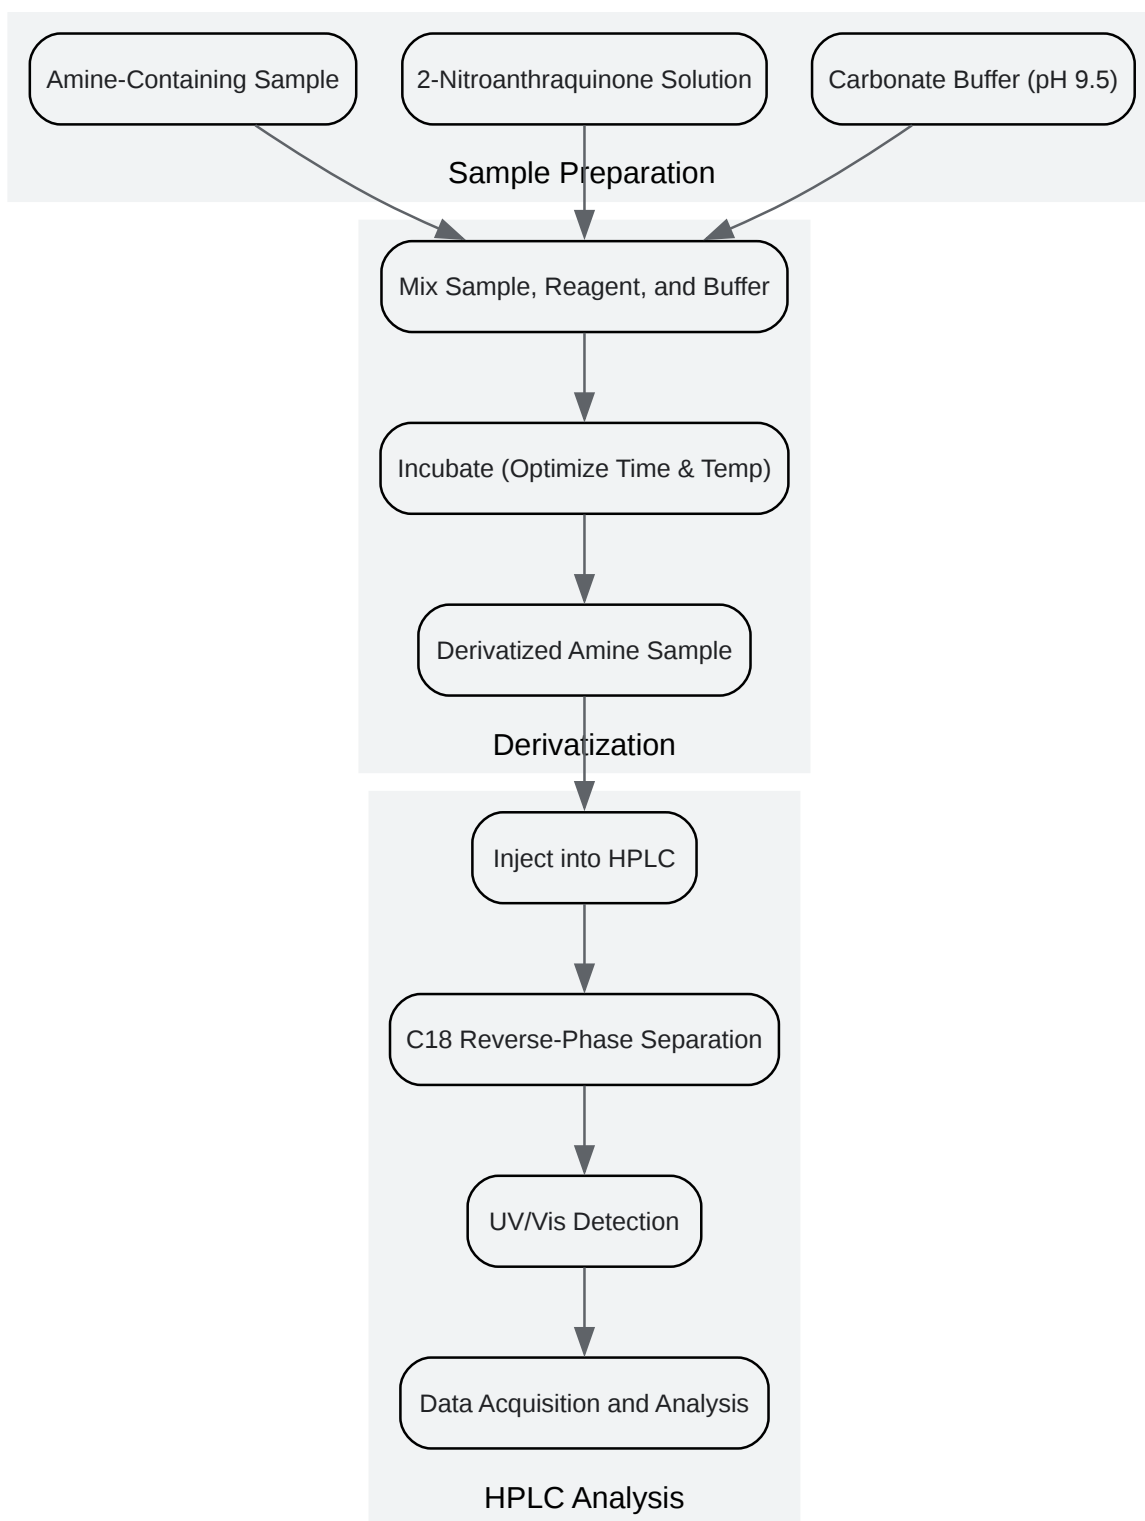 Amine-Containing Sample
2-Nitroanthraquinone Solution
Carbonate Buffer (pH 9.5)
Sample Preparation
Mix Sample, Reagent, and Buffer
Incubate (Optimize Time & Temp)
Derivatized Amine Sample
Derivatization
Inject into HPLC
C18 Reverse-Phase Separation
UV/Vis Detection
Data Acquisition and Analysis
HPLC Analysis